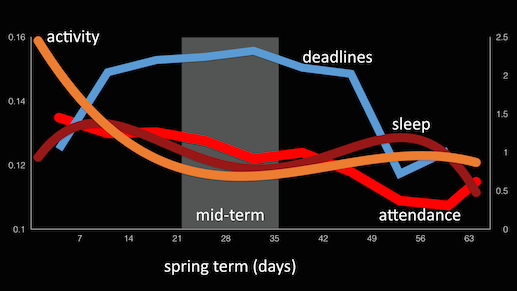 0.16
activity
2.5
deadlines
2
0.14
1.5
sleep
1
0.12
0.5
mid-term
attendance
0.1
0
7 14 21 28 35 42 49 56 63
spring term (days)